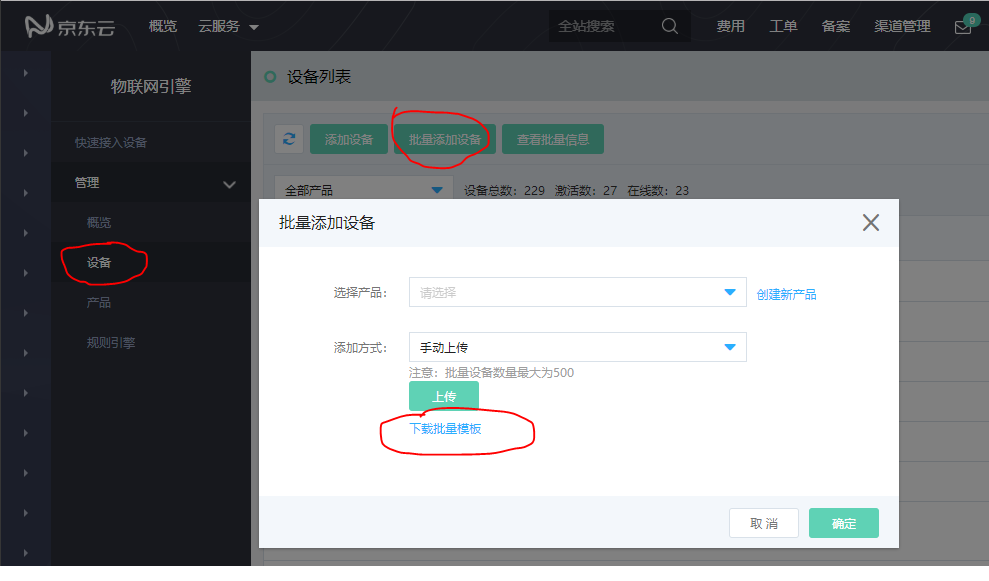 京东云 概览 云服务 全站搜索 费用 工单 备案 渠道管理 9
物联网引擎
设备列表
快速接入设备
添加设备 批量添加设备 查看批量信息
管理
全部产品 设备总数：229 激活数：27 在线数：23
概览
设备
产品
规则引擎
批量添加设备
选择产品： 请选择 创建新产品
添加方式： 手动上传
注意：批量设备数量最大为500
上传
下载批量模板
取消 确定